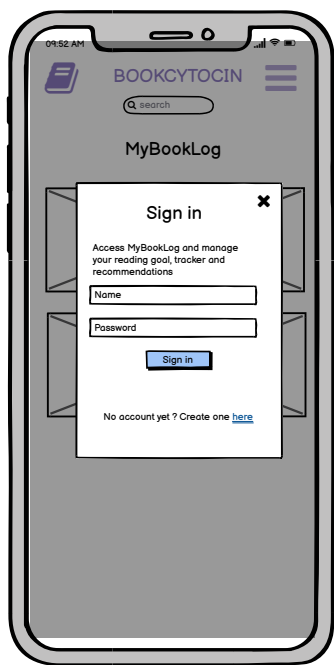 09:52 AM
BOOKCYTOCIN
search
MyBookLog
Sign in
Access MyBookLog and manage
your reading goal, tracker and
recommendations
Name
Password
Sign in
No account yet ? Create one here